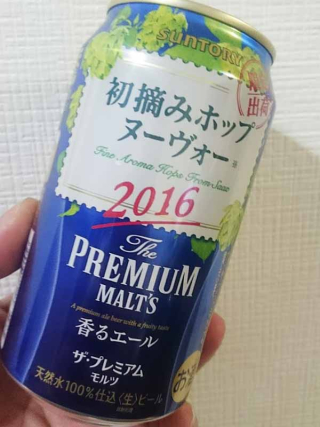 SUNTORY
出荷
初摘みホップ
ヌーヴォー
Fine Aroma Hops From Saaz
2016
The
PREMIUM
MALT'S
A premium ale beer with a fruity taste
香るエール
ザ・プレミアム
モルツ
天然水100%仕込〈生〉ビール